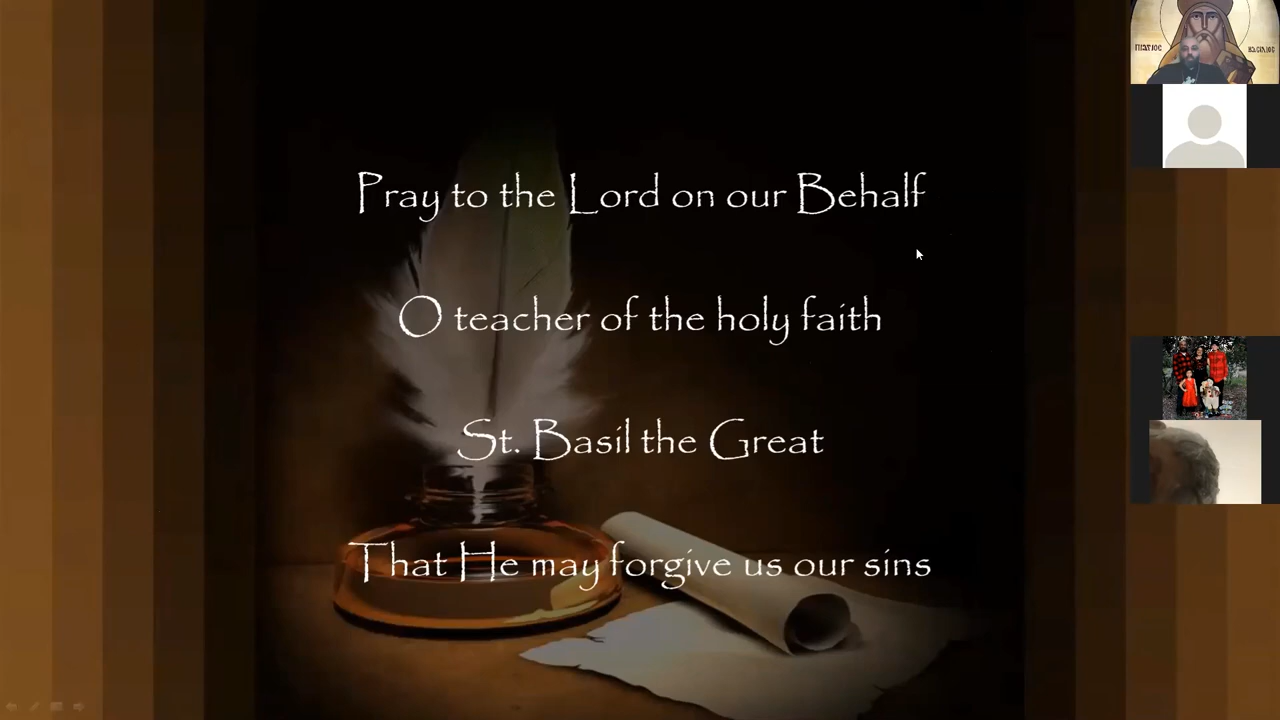 Pray to the Lord on our Behalf
O teacher of the holy faith
St. Basil the Great
That He may forgive us our sins